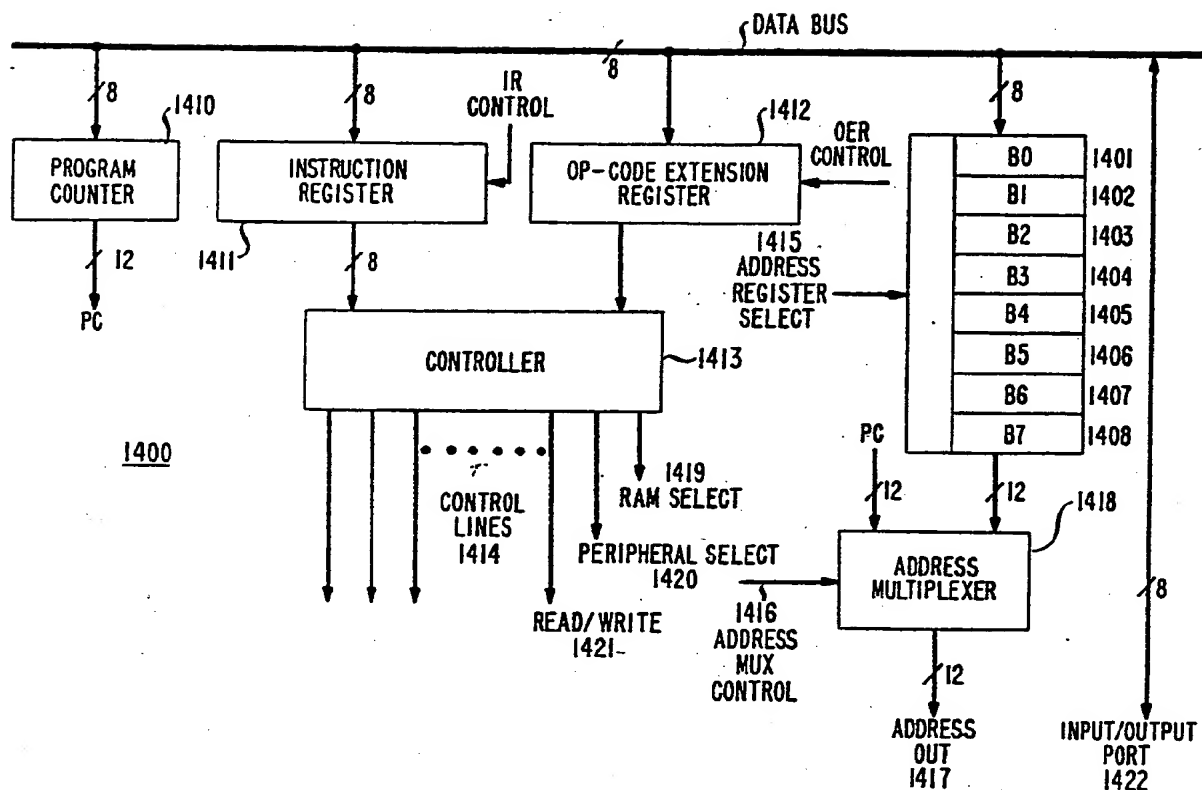 DATA BUS
8
8
8
8
IR
CONTROL
1410
1412
PROGRAM
COUNTER
INSTRUCTION
REGISTER
OP-CODE EXTENSION
REGISTER
OER
CONTROL
B0 1401
B1 1402
B2 1403
B3 1404
B4 1405
B5 1406
B6 1407
B7 1408
12
PC
1411
8
1415
ADDRESS
REGISTER
SELECT
CONTROLLER
1413
1400
PC
12
12
1418
CONTROL
LINES
1414
1419
RAM SELECT
PERIPHERAL SELECT
1420
READ/WRITE
1421
1416
ADDRESS
MUX
CONTROL
ADDRESS
MULTIPLEXER
8
12
ADDRESS
OUT
1417
INPUT/OUTPUT
PORT
1422